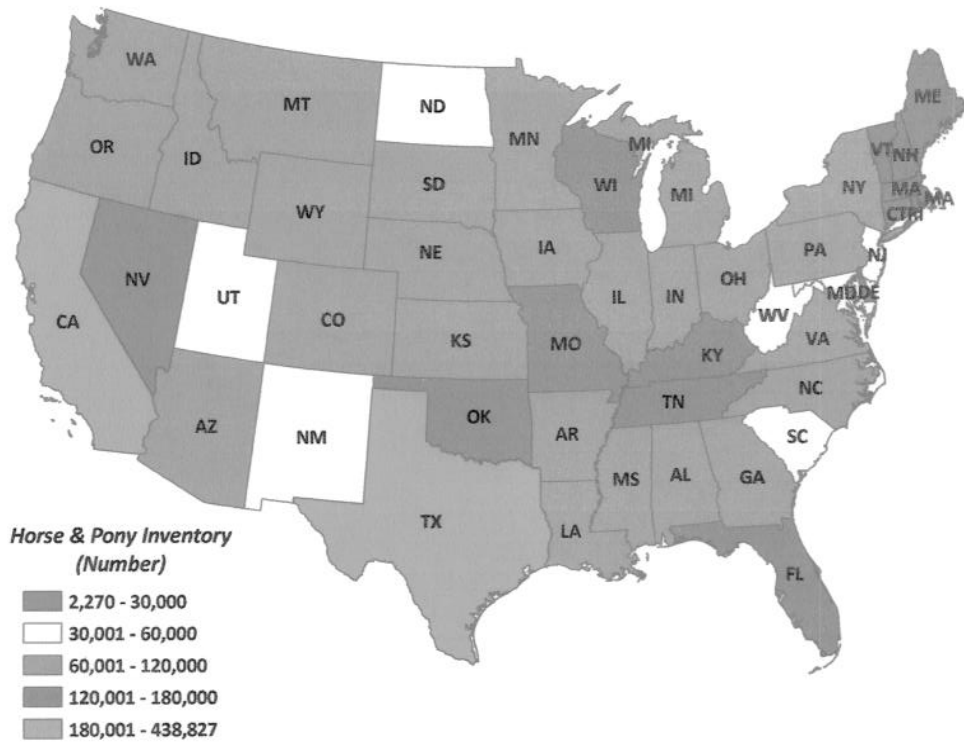 WA
MT
ND
MN
ME
OR
ID
SD
WI
MI
VT
NH
WY
MI
NY
MA
MA
CTRI
NE
IA
PA
NJ
NV
UT
CO
IL
IN
OH
MD
DE
CA
KS
MO
WV
VA
KY
AZ
NM
OK
AR
TN
NC
SC
TX
LA
MS
AL
GA
FL
Horse & Pony Inventory
(Number)
2,270 - 30,000
30,001 - 60,000
60,001 - 120,000
120,001 - 180,000
180,001 - 438,827